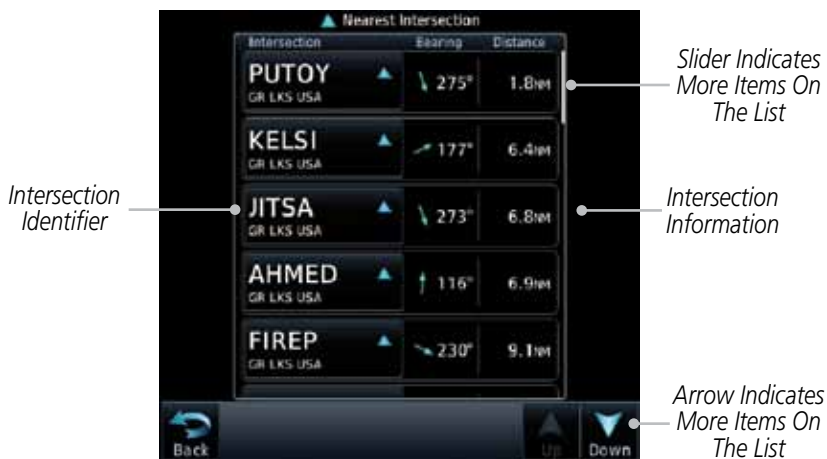 Nearest Intersection
Intersection Bearing Distance
PUTOY 275° 1.8NM
GR LKS USA
KELSI 177° 6.4NM
GR LKS USA
JITSA 273° 6.8NM
GR LKS USA
AHMED 116° 6.9NM
GR LKS USA
FIREP 230° 9.1NM
GR LKS USA
Back Up Down
Slider Indicates
More Items On
The List
Intersection
Identifier
Intersection
Information
Arrow Indicates
More Items On
The List